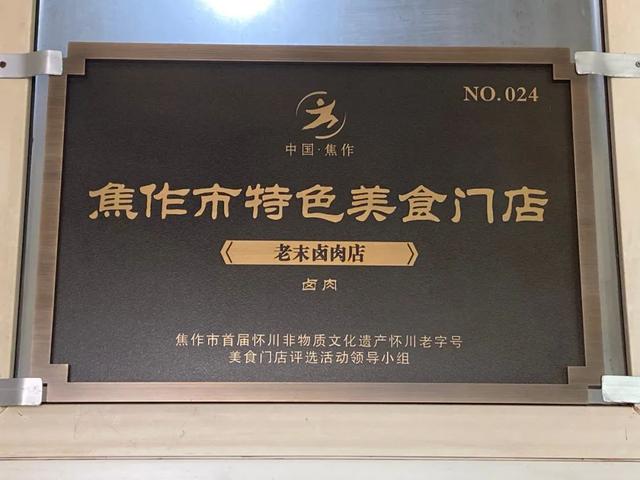 NO. 024
中国·焦作
焦作市特色美食门店
老末卤肉店
卤肉
焦作市首届怀川非物质文化遗产怀川老字号
美食门店评选活动领导小组